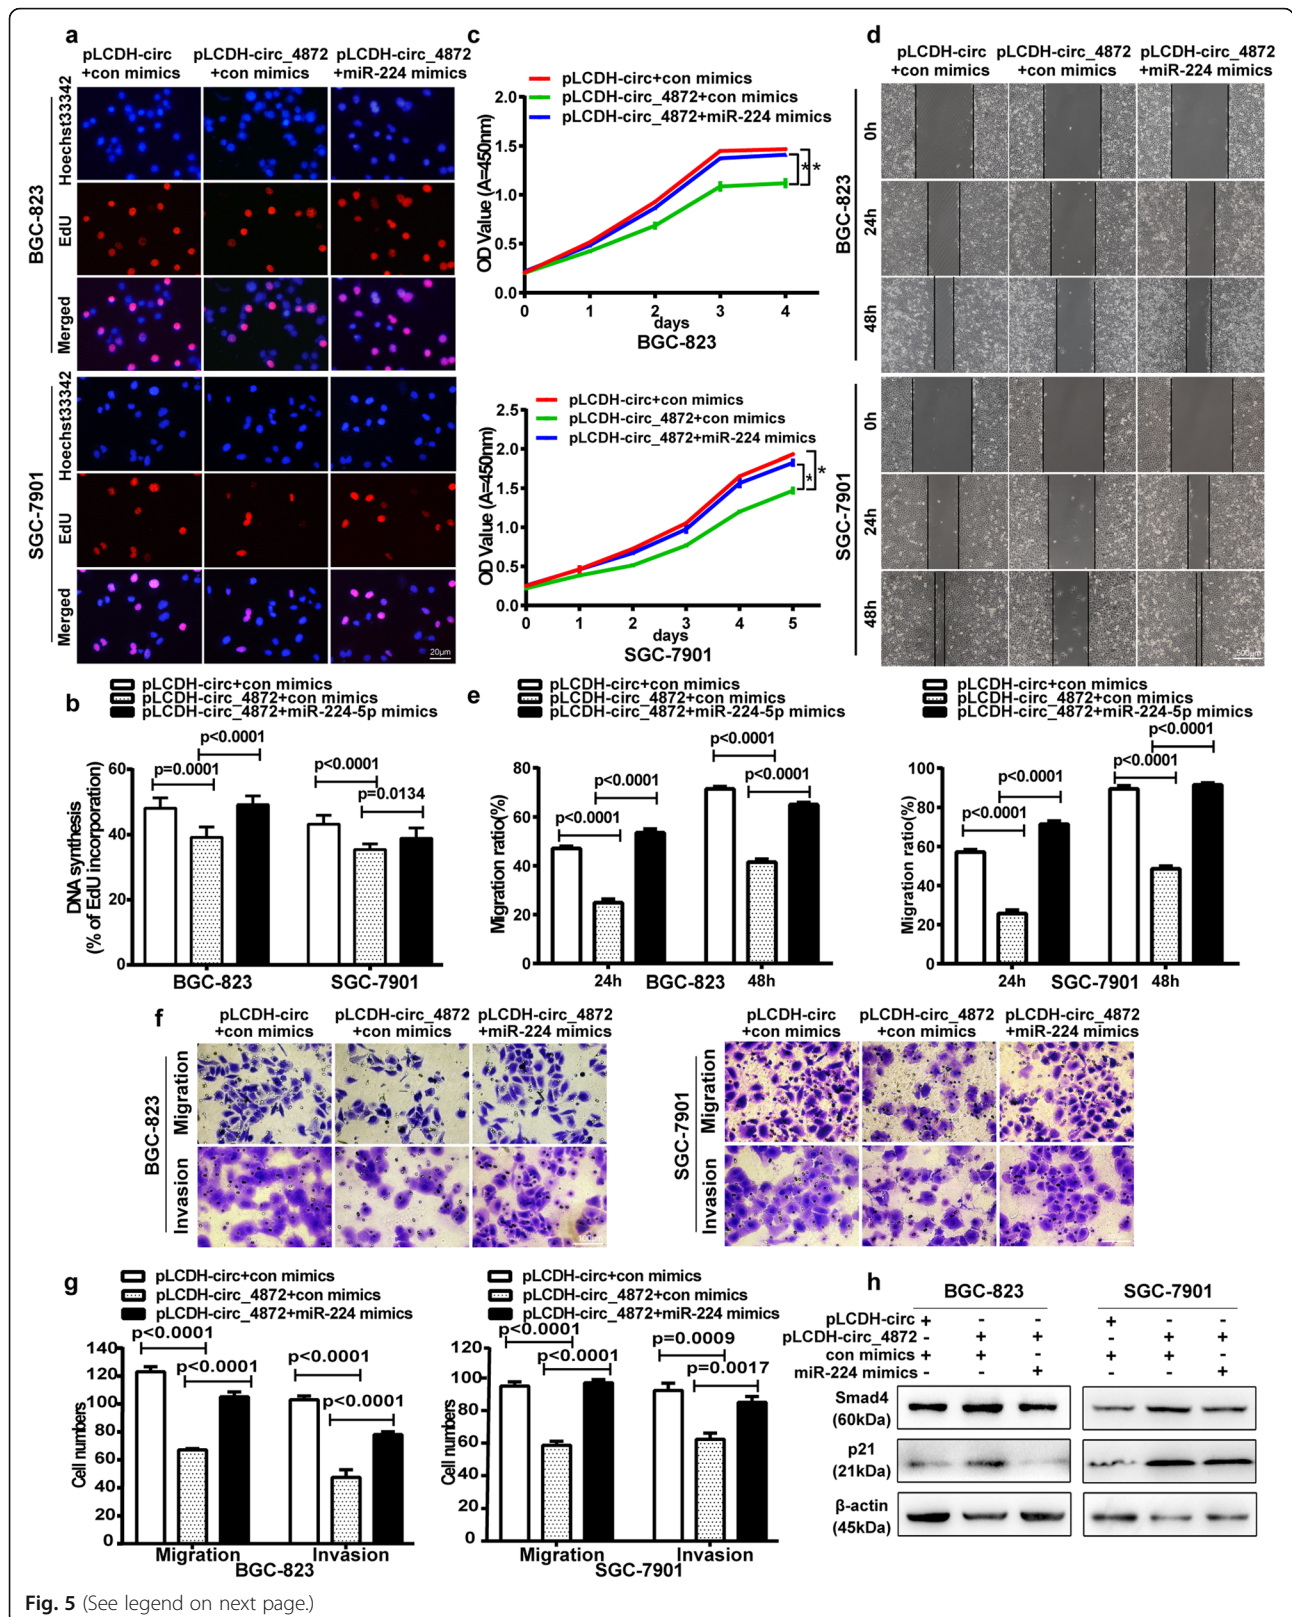 a
pLCDH-circ
+con mimics
pLCDH-circ_4872
+con mimics
pLCDH-circ_4872
+miR-224 mimics
BGC-823
Hoechst33342
EdU
Merged
SGC-7901
Hoechst33342
EdU
Merged
20μm
c
pLCDH-circ+con mimics
pLCDH-circ_4872+con mimics
pLCDH-circ_4872+miR-224 mimics
OD Value (A=450nm)
2.0
1.5
1.0
0.5
0.0
* *
0 1 2 3 4
days
BGC-823
pLCDH-circ+con mimics
pLCDH-circ_4872+con mimics
pLCDH-circ_4872+miR-224 mimics
OD Value (A=450nm)
2.5
2.0
1.5
1.0
0.5
0.0
* *
0 1 2 3 4 5
days
SGC-7901
d
pLCDH-circ
+con mimics
pLCDH-circ_4872
+con mimics
pLCDH-circ_4872
+miR-224 mimics
BGC-823
0h
24h
48h
SGC-7901
0h
24h
48h
500μm
b
pLCDH-circ+con mimics
pLCDH-circ_4872+con mimics
pLCDH-circ_4872+miR-224-5p mimics
DNA synthesis
(% of EdU incorporation)
60
40
20
0
p=0.0001
p<0.0001
p<0.0001
p=0.0134
BGC-823 SGC-7901
e
pLCDH-circ+con mimics
pLCDH-circ_4872+con mimics
pLCDH-circ_4872+miR-224-5p mimics
Migration ratio(%)
80
60
40
20
0
p<0.0001
p<0.0001
p<0.0001
p<0.0001
24h BGC-823 48h
pLCDH-circ+con mimics
pLCDH-circ_4872+con mimics
pLCDH-circ_4872+miR-224-5p mimics
Migration ratio(%)
100
80
60
40
20
0
p<0.0001
p<0.0001
p<0.0001
p<0.0001
24h SGC-7901 48h
f
pLCDH-circ
+con mimics
pLCDH-circ_4872
+con mimics
pLCDH-circ_4872
+miR-224 mimics
BGC-823
Migration
Invasion
pLCDH-circ
+con mimics
pLCDH-circ_4872
+con mimics
pLCDH-circ_4872
+miR-224 mimics
SGC-7901
Migration
Invasion
g
pLCDH-circ+con mimics
pLCDH-circ_4872+con mimics
pLCDH-circ_4872+miR-224 mimics
Cell numbers
140
120
100
80
60
40
20
0
p<0.0001
p<0.0001
p<0.0001
p<0.0001
Migration Invasion
BGC-823
pLCDH-circ+con mimics
pLCDH-circ_4872+con mimics
pLCDH-circ_4872+miR-224 mimics
Cell numbers
120
100
80
60
40
20
0
p<0.0001
p<0.0001
p=0.0009
p=0.0017
Migration Invasion
SGC-7901
h
BGC-823 SGC-7901
pLCDH-circ + - - + - -
pLCDH-circ_4872 - + + - + +
con mimics + + - + + -
miR-224 mimics - - + - - +
Smad4
(60kDa)
p21
(21kDa)
β-actin
(45kDa)
Fig. 5 (See legend on next page.)